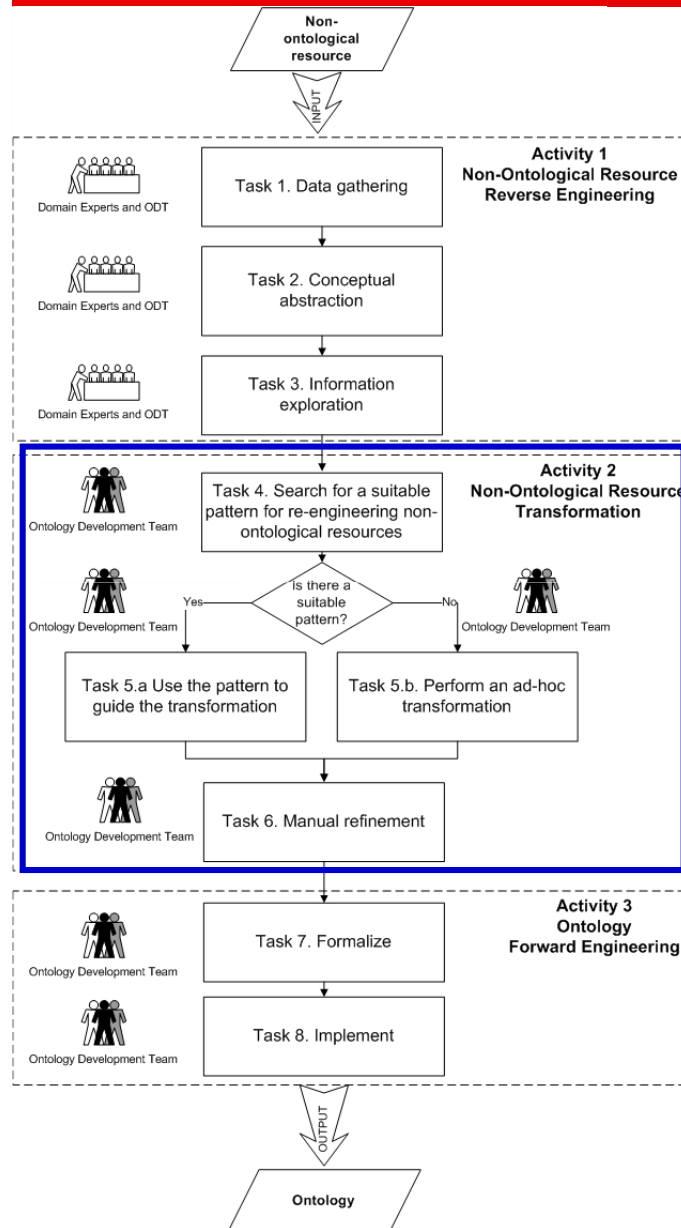 Non-
ontological
resource
INPUT
Activity 1
Non-Ontological Resource
Reverse Engineering
Task 1. Data gathering
Domain Experts and ODT
Task 2. Conceptual
abstraction
Domain Experts and ODT
Task 3. Information
exploration
Domain Experts and ODT
Activity 2
Non-Ontological Resource
Transformation
Task 4. Search for a suitable
pattern for re-engineering non-
ontological resources
Ontology Development Team
Is there a
suitable
pattern?
Yes
No
Ontology Development Team
Ontology Development Team
Task 5.a Use the pattern to
guide the transformation
Task 5.b. Perform an ad-hoc
transformation
Task 6. Manual refinement
Ontology Development Team
Activity 3
Ontology
Forward Engineering
Task 7. Formalize
Ontology Development Team
Task 8. Implement
Ontology Development Team
OUTPUT
Ontology